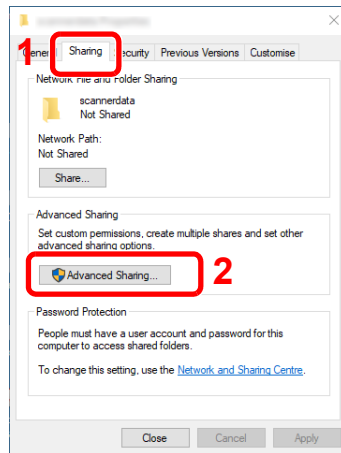 1
Sharing
Previous Versions
Customise
Network File and Folder Sharing
scannerdata
Not Shared
Network Path:
Not Shared
Share...
Advanced Sharing
Set custom permissions, create multiple shares and set other
advanced sharing options.
Advanced Sharing...
2
Password Protection
People must have a user account and password for this
computer to access shared folders.
To change this setting, use the Network and Sharing Centre.
Close
Cancel
Apply